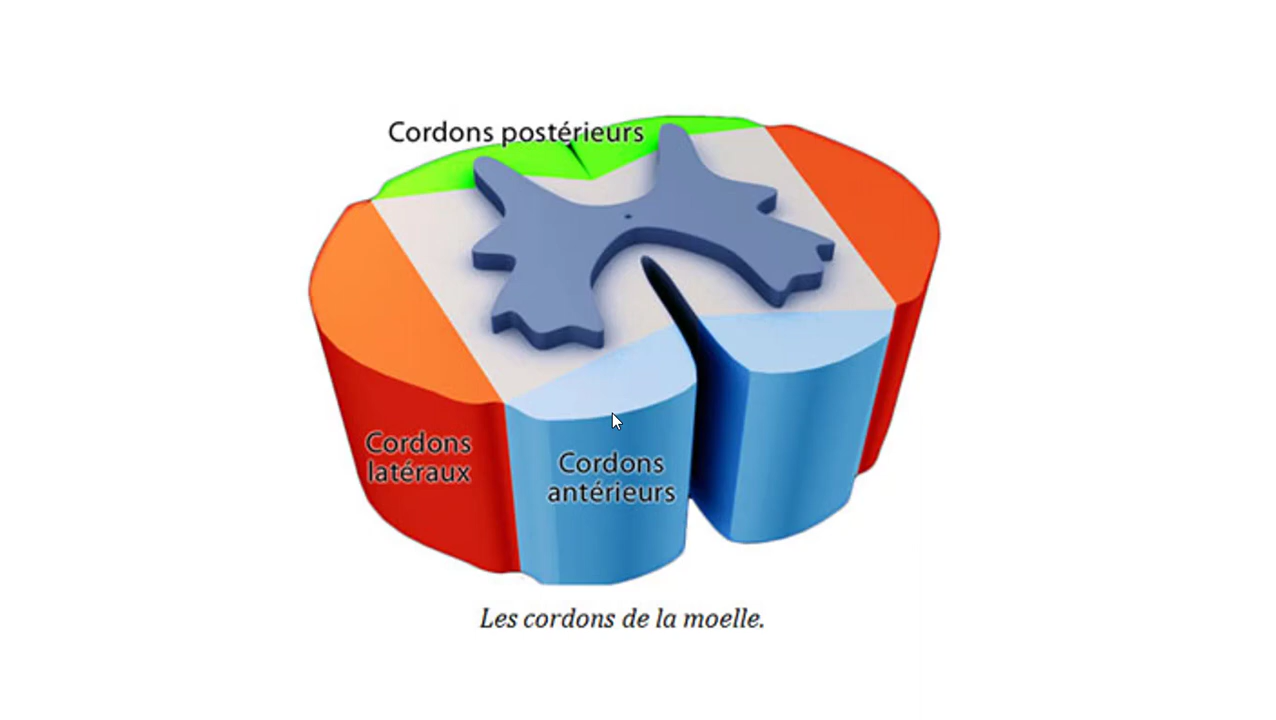 Cordons postérieurs
Cordons
latéraux
Cordons
antérieurs
Les cordons de la moelle.